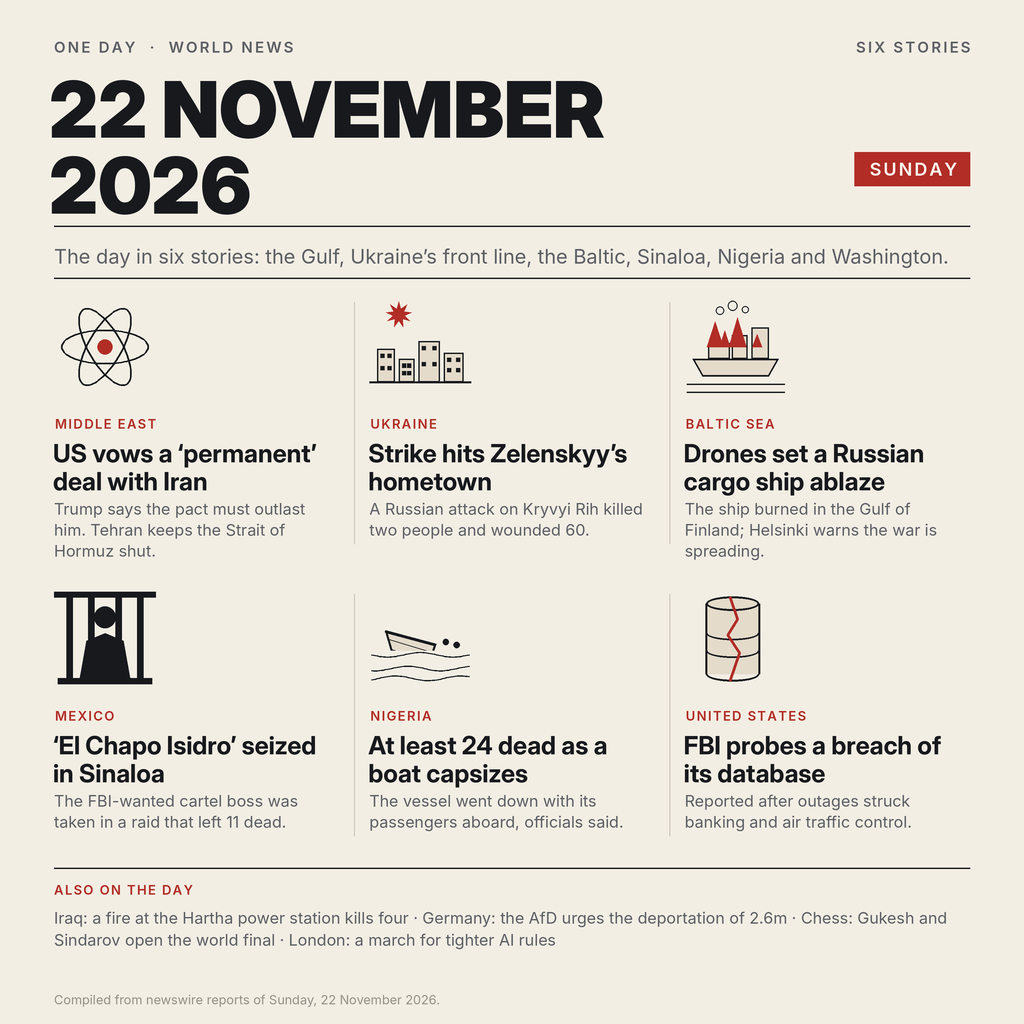 ONE DAY · WORLD NEWS
SIX STORIES
22 NOVEMBER
2026
SUNDAY
The day in six stories: the Gulf, Ukraine’s front line, the Baltic, Sinaloa, Nigeria and Washington.
MIDDLE EAST
US vows a ‘permanent’
deal with Iran
Trump says the pact must outlast
him. Tehran keeps the Strait of
Hormuz shut.
UKRAINE
Strike hits Zelenskyy’s
hometown
A Russian attack on Kryvyi Rih killed
two people and wounded 60.
BALTIC SEA
Drones set a Russian
cargo ship ablaze
The ship burned in the Gulf of
Finland; Helsinki warns the war is
spreading.
MEXICO
‘El Chapo Isidro’ seized
in Sinaloa
The FBI-wanted cartel boss was
taken in a raid that left 11 dead.
NIGERIA
At least 24 dead as a
boat capsizes
The vessel went down with its
passengers aboard, officials said.
UNITED STATES
FBI probes a breach of
its database
Reported after outages struck
banking and air traffic control.
ALSO ON THE DAY
Iraq: a fire at the Hartha power station kills four · Germany: the AfD urges the deportation of 2.6m · Chess: Gukesh and
Sindarov open the world final · London: a march for tighter AI rules
Compiled from newswire reports of Sunday, 22 November 2026.